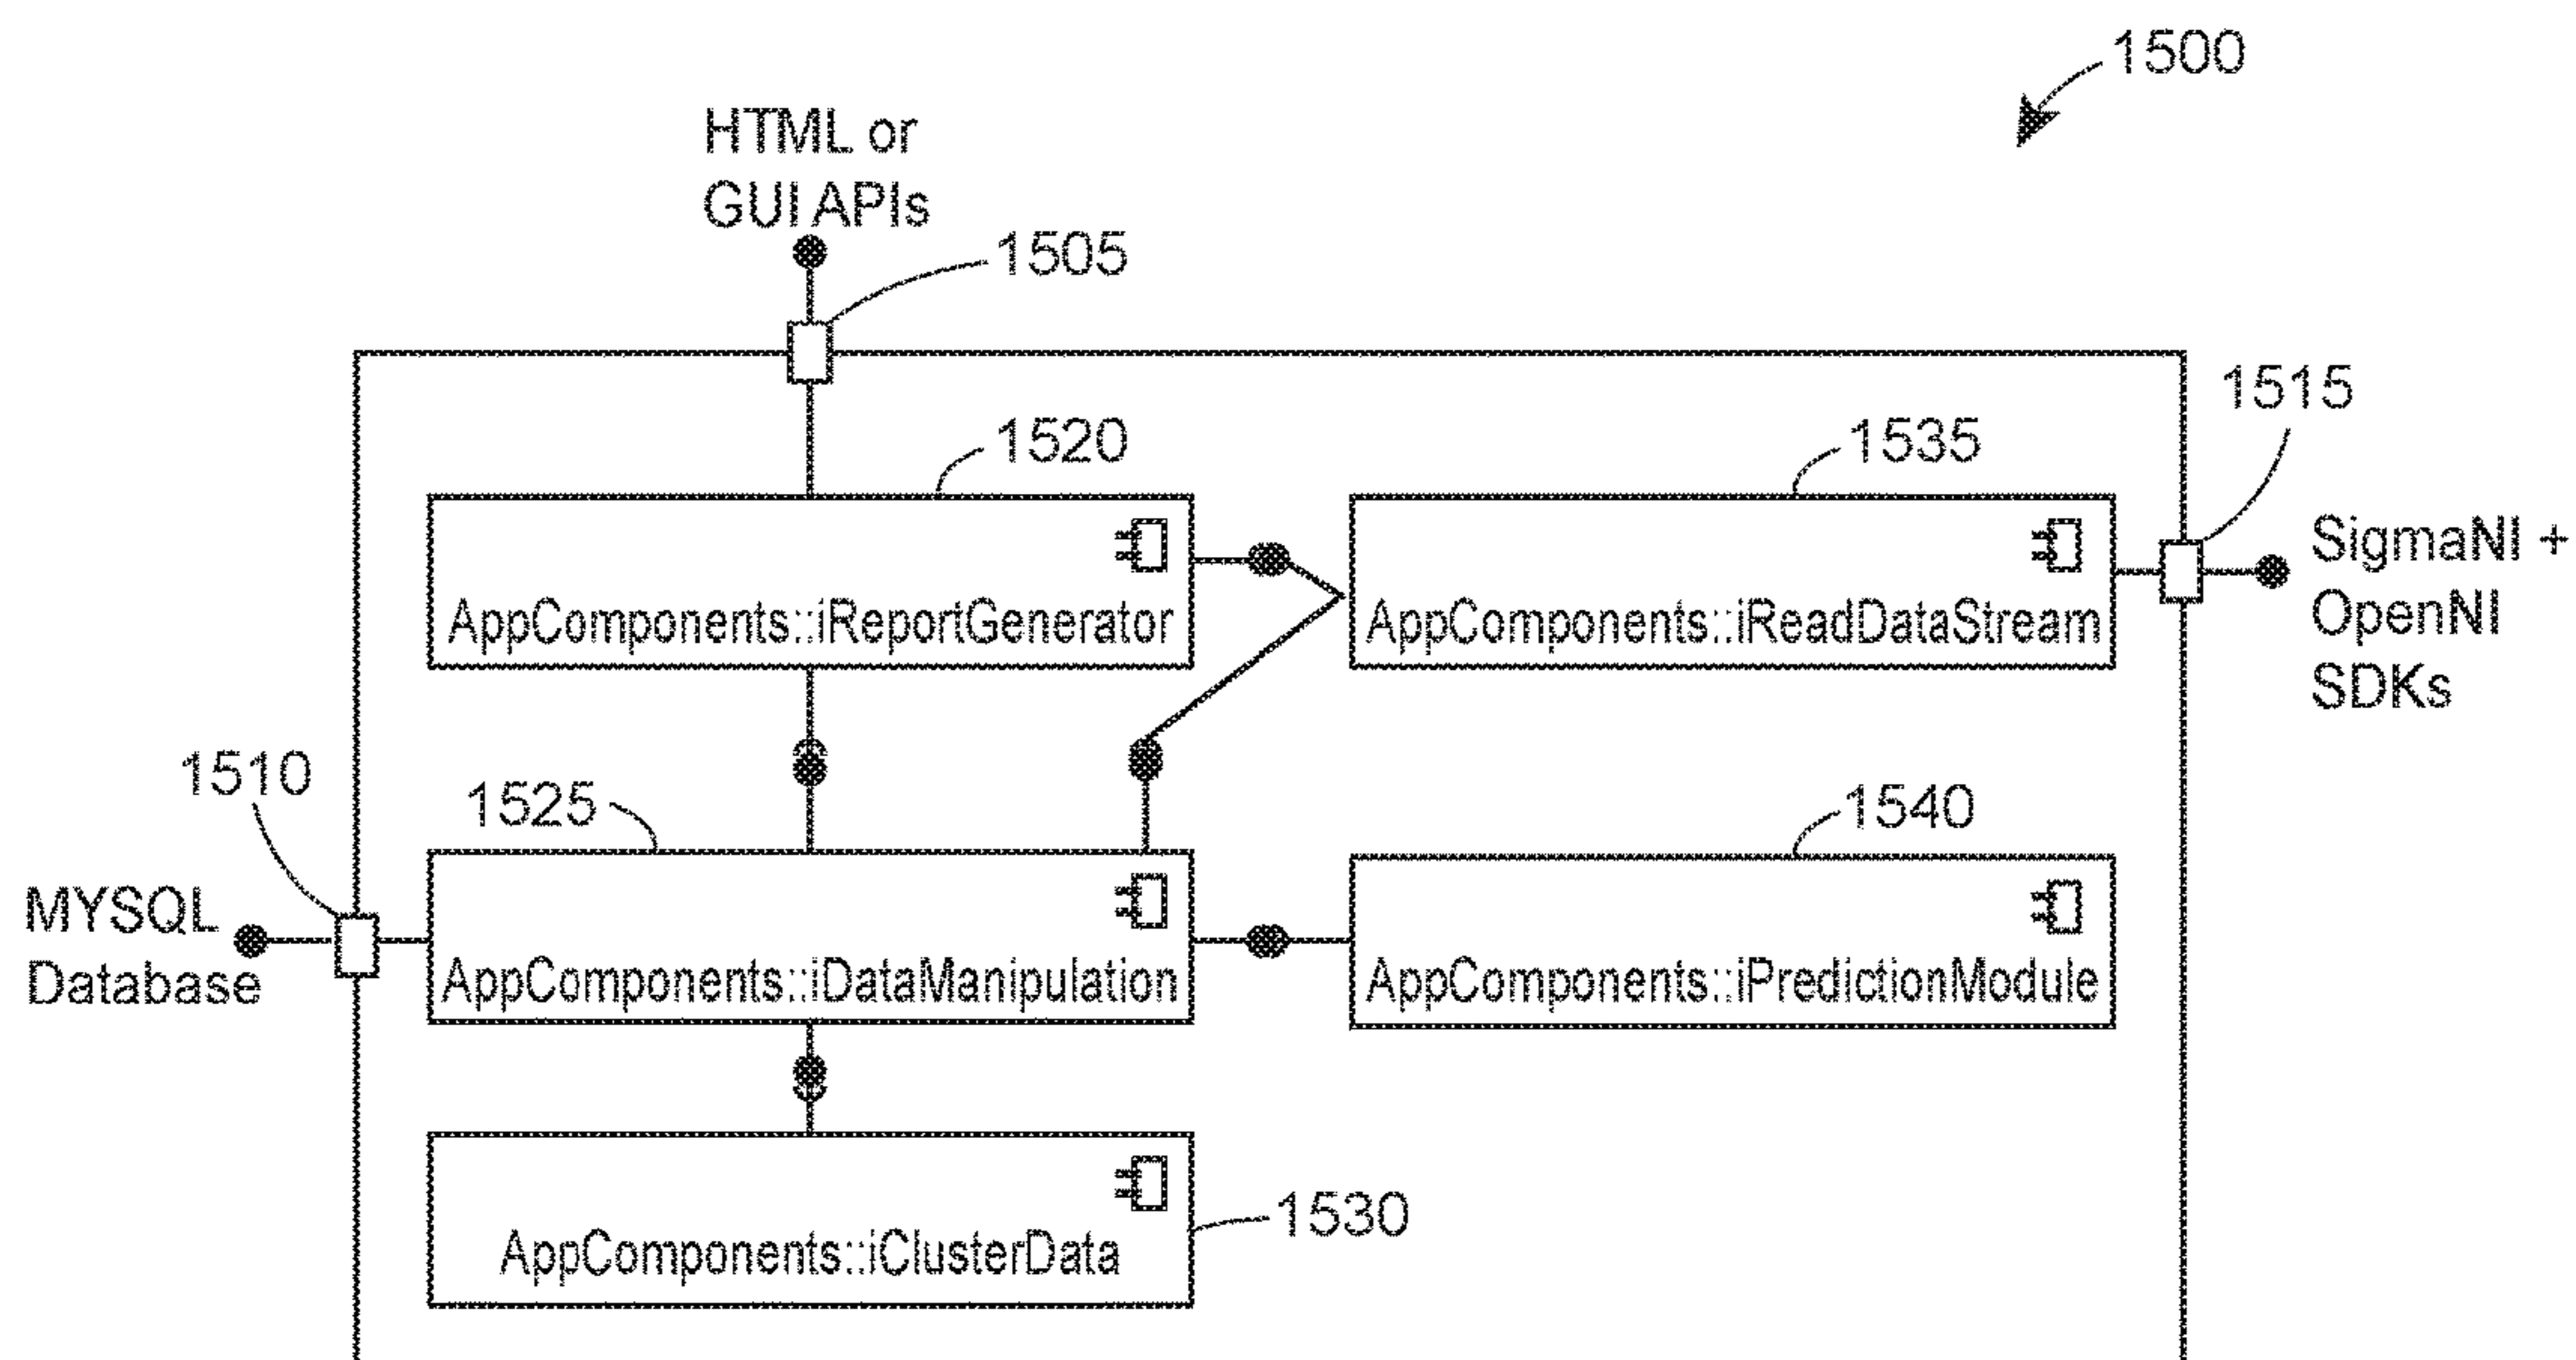 1500
HTML or
GUI APIs
1505
1515
1520
1535
AppComponents::iReportGenerator
AppComponents::iReadDataStream
SigmaNI +
OpenNI
SDKs
1510
1525
1540
MYSQL
Database
AppComponents::iDataManipulation
AppComponents::iPredictionModule
1530
AppComponents::iClusterData